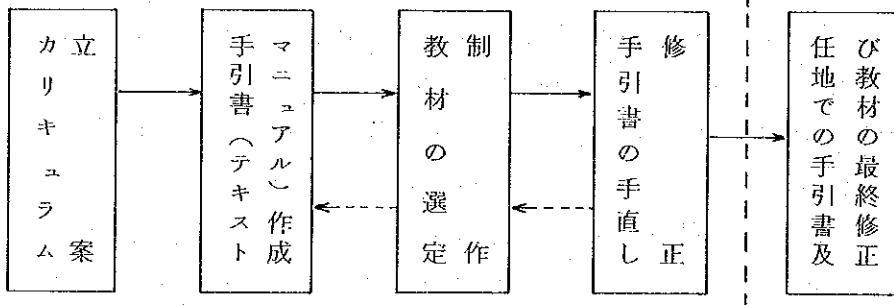 カリキュラム
立案
手引書(テキスト
マニュアル)作成
教材の選定
制作
手引書の手直し
修正
任地での手引書及
び教材の最終修正